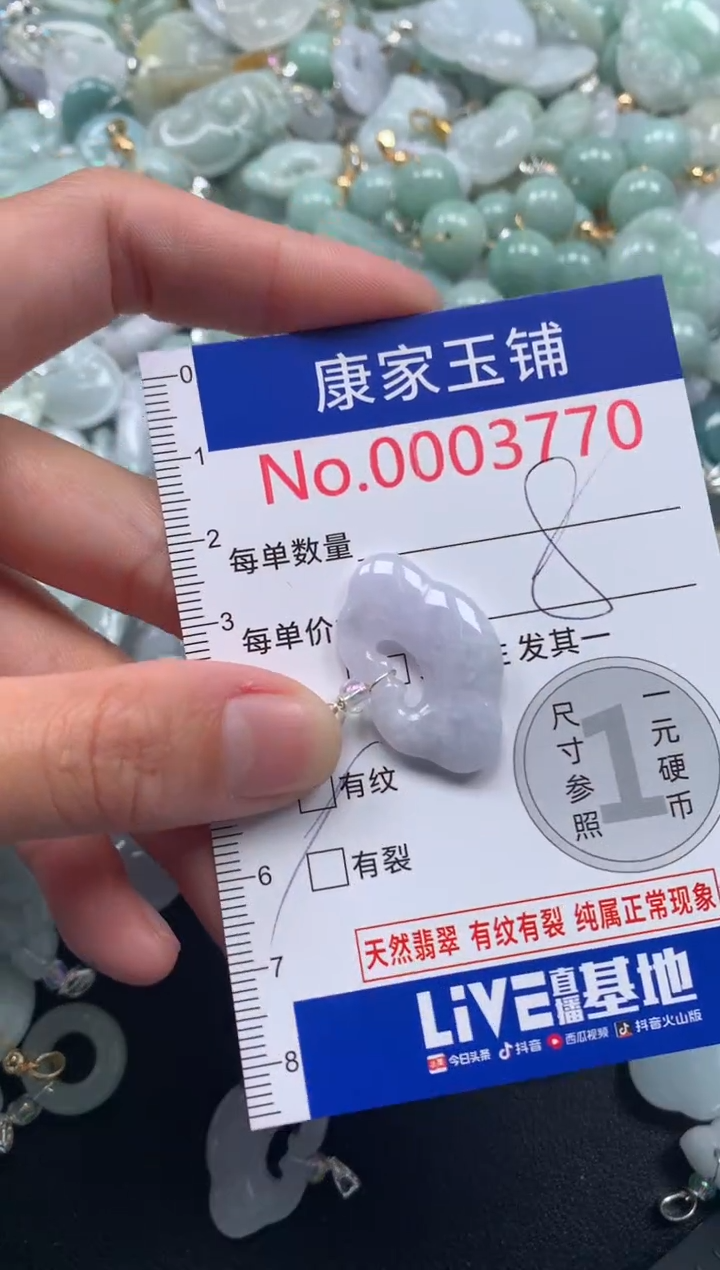 康家玉铺
No.0003770
0
1
2
3
6
7
8
每单数量
8
每单价
发其一
有纹
有裂
尺寸参照
1
一元硬币
天然翡翠 有纹有裂 纯属正常现象
LiVE直播基地
头条 今日头条 抖音 西瓜视频 抖音火山版